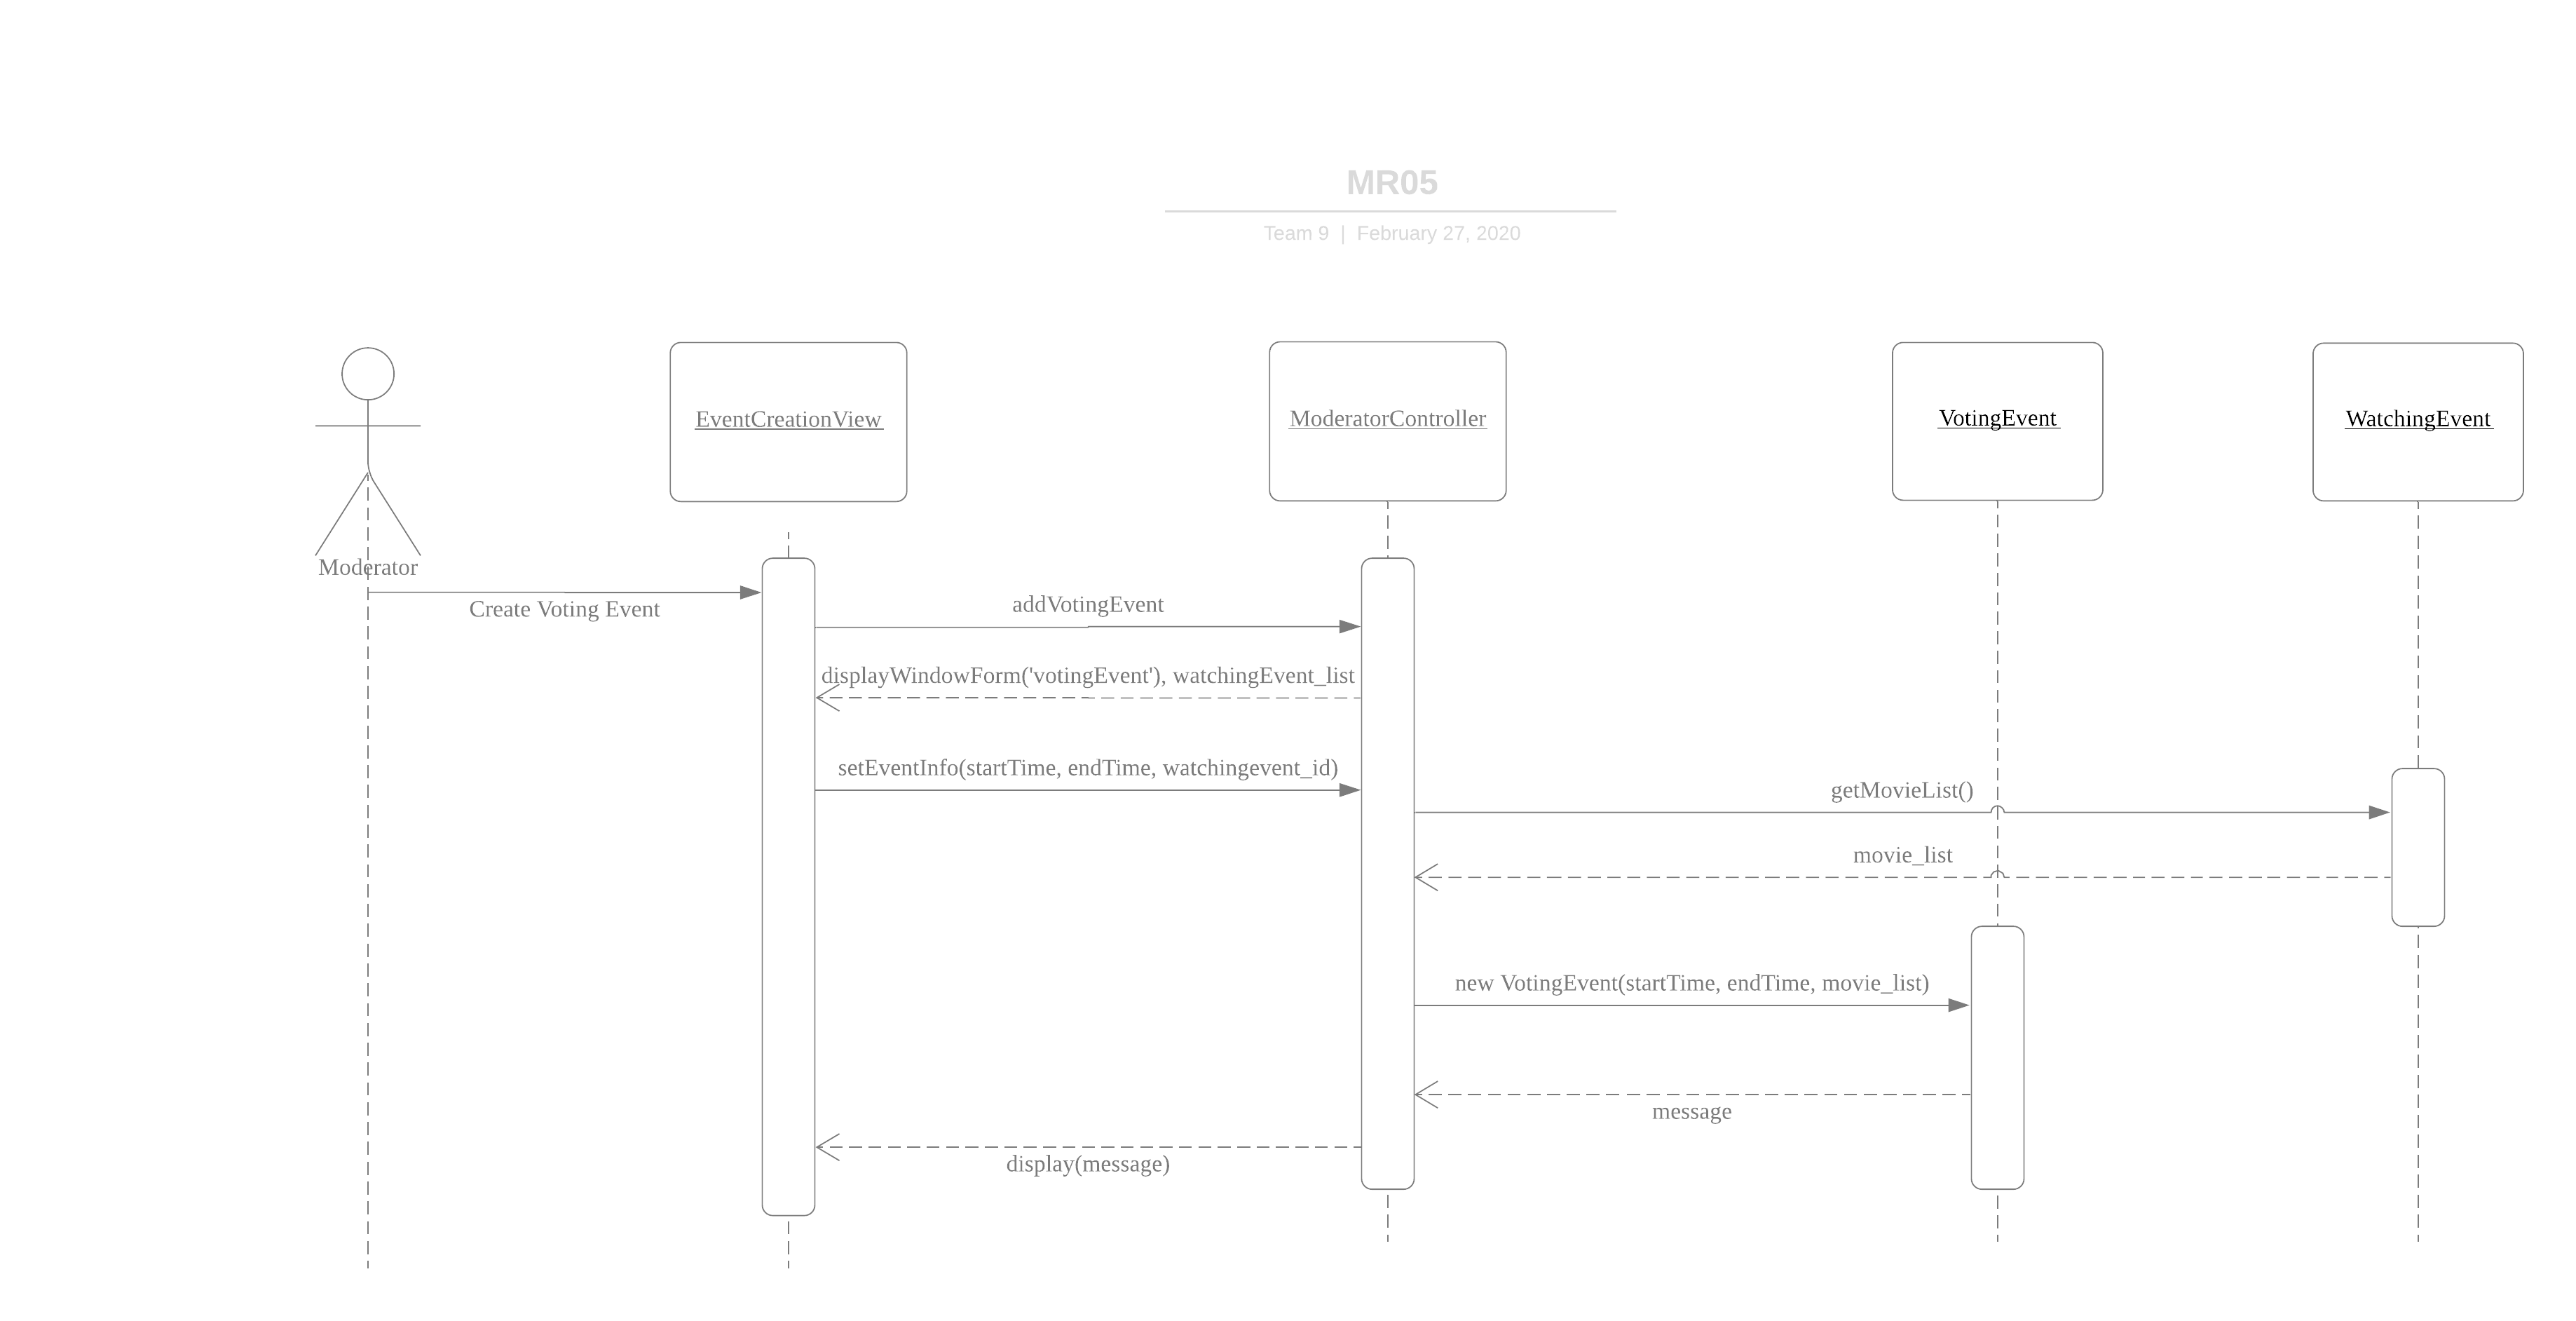 MR05
Team 9 | February 27, 2020
EventCreationView
ModeratorController
VotingEvent
WatchingEvent
Moderator
Create Voting Event
addVotingEvent
displayWindowForm('votingEvent'), watchingEvent_list
setEventInfo(startTime, endTime, watchingevent_id)
getMovieList()
movie_list
new VotingEvent(startTime, endTime, movie_list)
message
display(message)